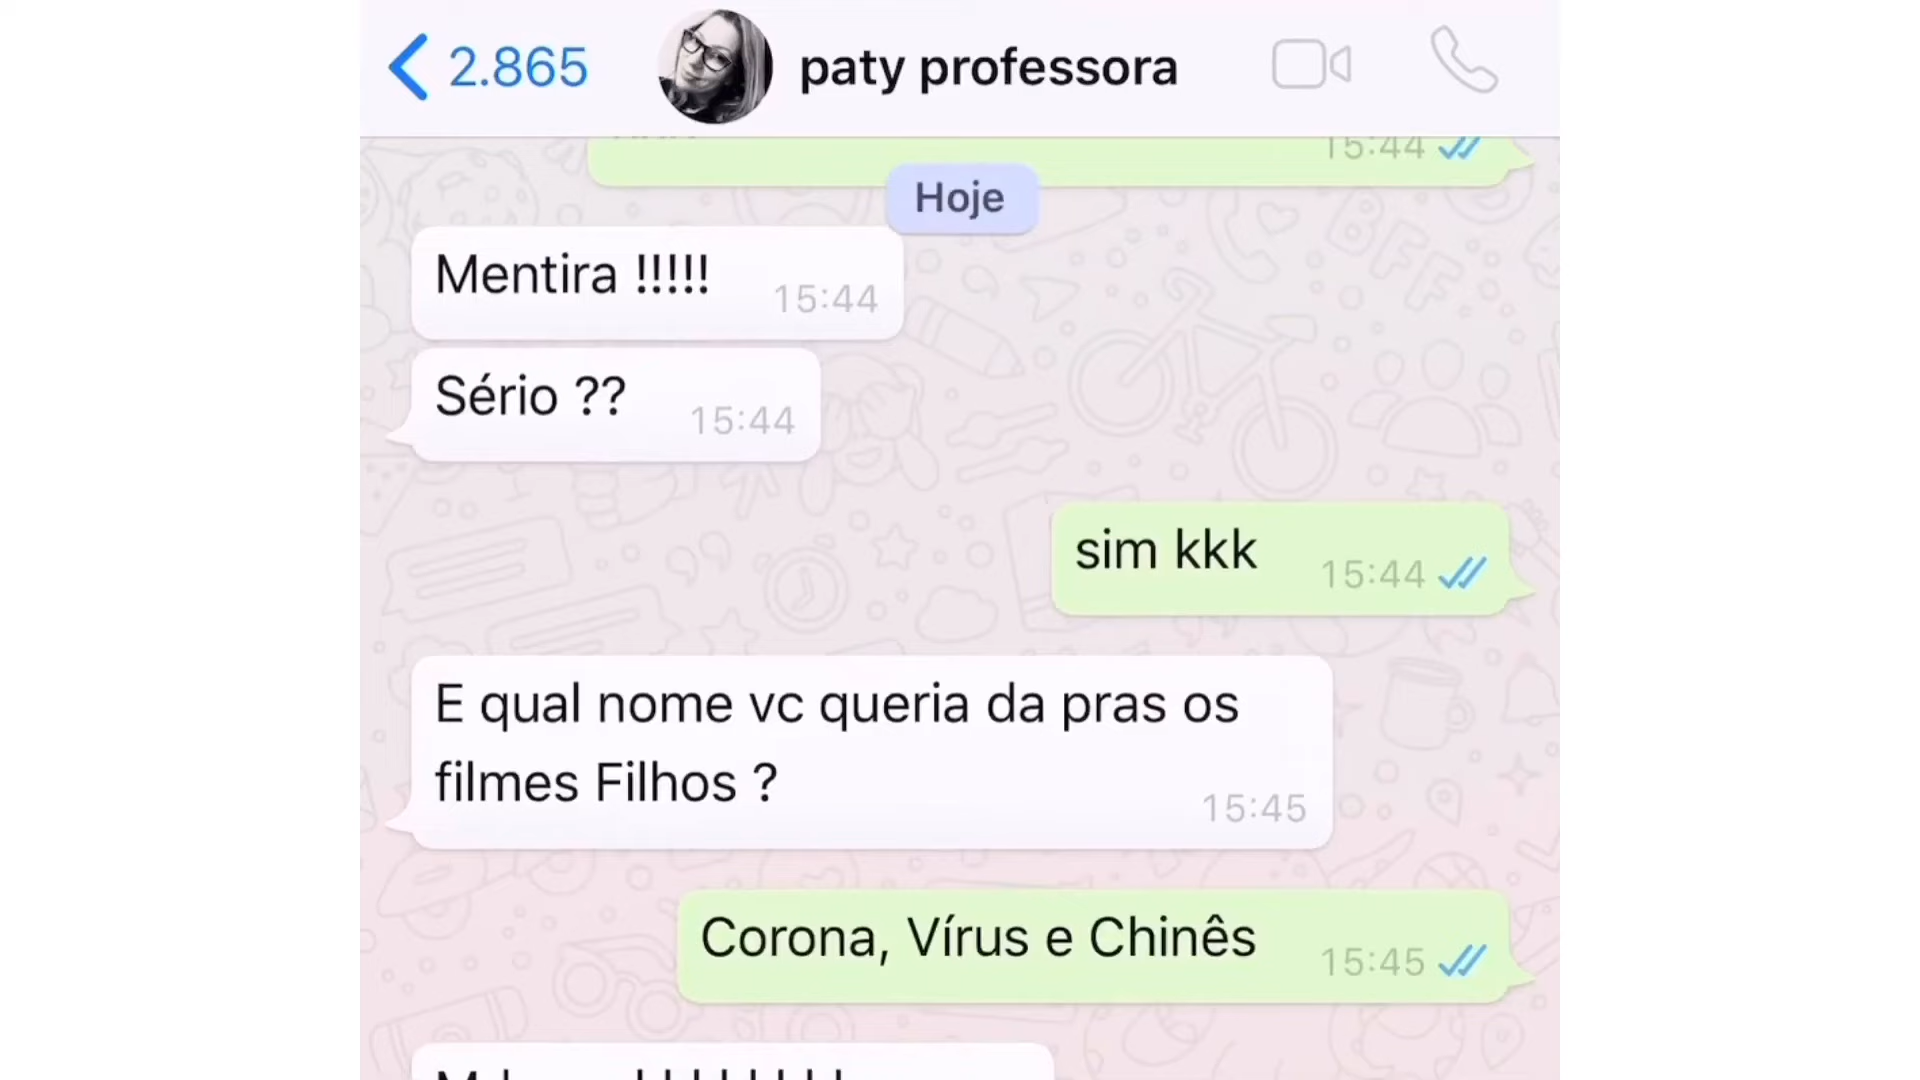 2.865
paty professora
15:44
Hoje
Mentira !!!!!
15:44
Sério ??
15:44
sim kkk
15:44
E qual nome vc queria da pras os
filmes Filhos ?
15:45
Corona, Vírus e Chinês
15:45